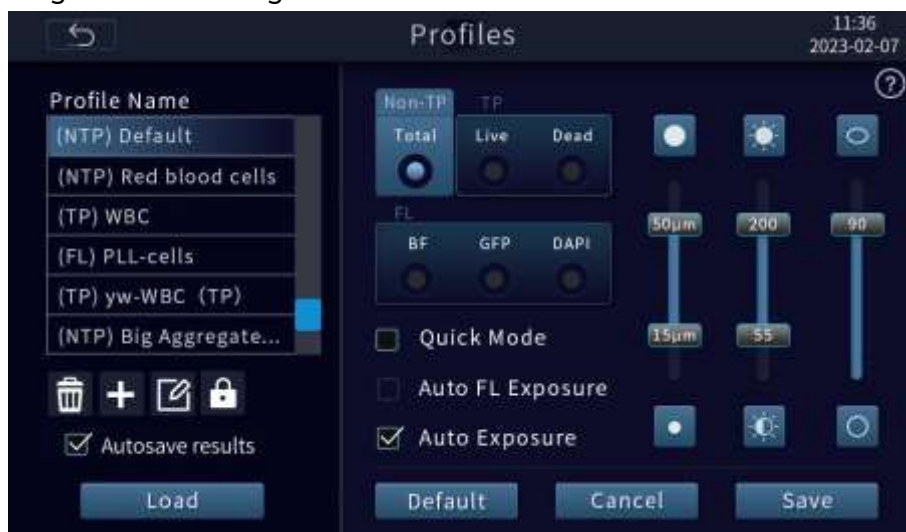 Profiles
11:36
2023-02-07
Profile Name
(NTP) Default
(NTP) Red blood cells
(TP) WBC
(FL) PLL-cells
(TP) yw-WBC（TP）
(NTP) Big Aggregate...
Autosave results
Load
?
Non-TP TP
Total Live Dead
FL
BF GFP DAPI
Quick Mode
Auto FL Exposure
Auto Exposure
50μm 200 90
15μm 55
Default Cancel Save